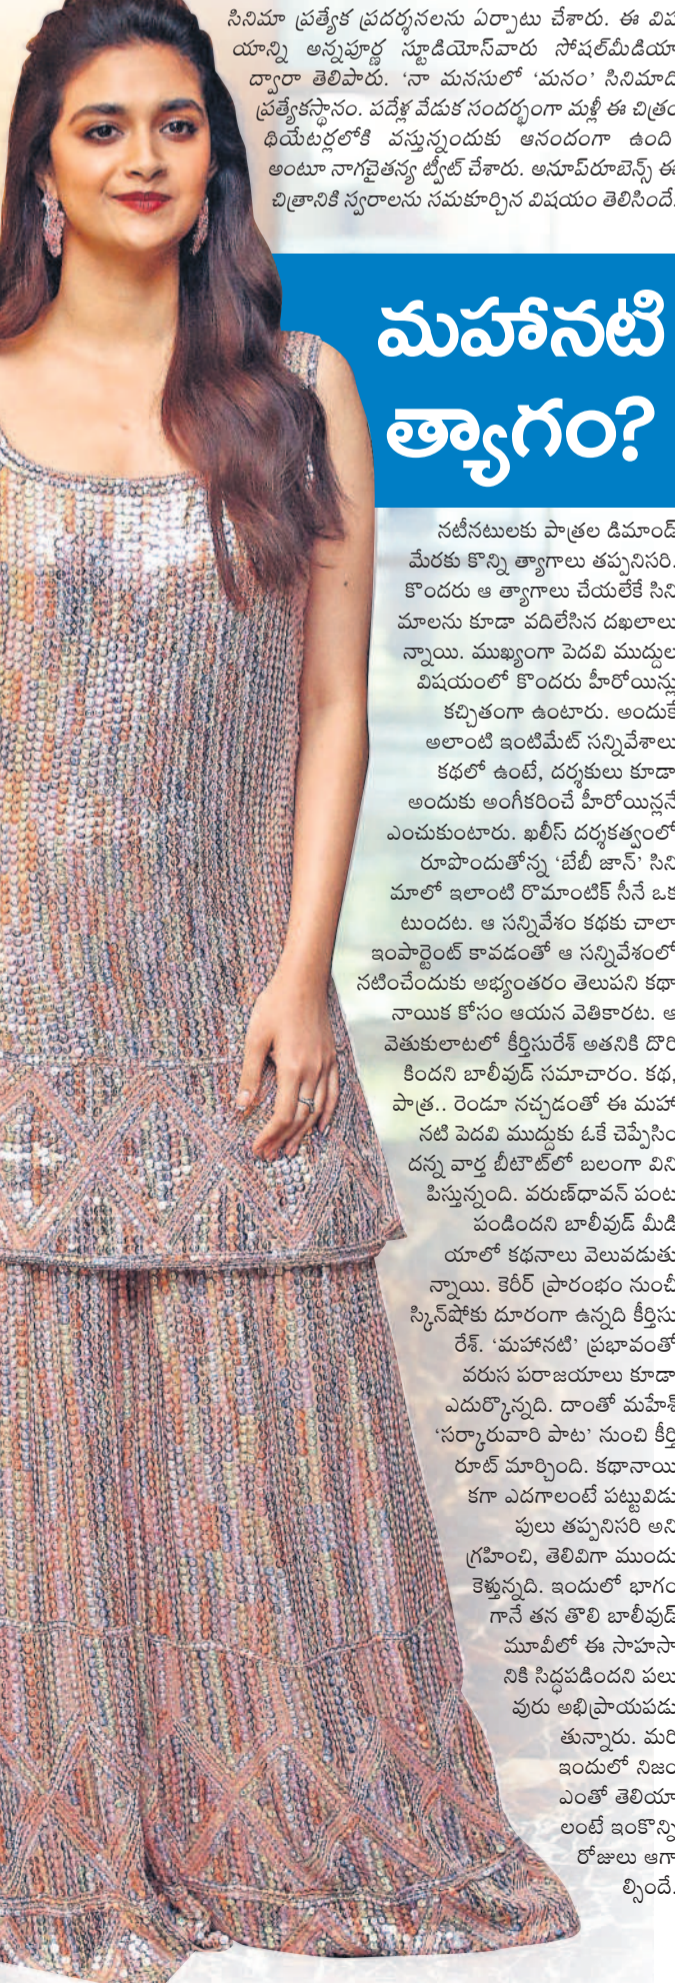 సినిమా ప్రత్యేక ప్రదర్శనలను ఏర్పాటు చేశారు. ఈ విష
యాన్ని అన్నపూర్ణ స్టూడియోస్‌వారు సోషల్‌మీడియా
ద్వారా తెలిపారు. ‘నా మనసులో ‘మనం’ సినిమాది
ప్రత్యేకస్థానం. పదేళ్ల వేడుక సందర్భంగా మళ్లీ ఈ చిత్రం
థియేటర్లలోకి వస్తున్నందుకు ఆనందంగా ఉంది
అంటూ నాగచైతన్య ట్వీట్ చేశారు. అనూప్‌రూబెన్స్ ఈ
చిత్రానికి స్వరాలను సమకూర్చిన విషయం తెలిసిందే.
మహానటి
త్యాగం?
నటీనటులకు పాత్రల డిమాండ్
మేరకు కొన్ని త్యాగాలు తప్పనిసరి.
కొందరు ఆ త్యాగాలు చేయలేకే సిని
మాలను కూడా వదిలేసిన దఖలాలు
న్నాయి. ముఖ్యంగా పెదవి ముద్దుల
విషయంలో కొందరు హీరోయిన్లు
కచ్చితంగా ఉంటారు. అందుకే
అలాంటి ఇంటిమేట్ సన్నివేశాలు
కథలో ఉంటే, దర్శకులు కూడా
అందుకు అంగీకరించే హీరోయిన్లనే
ఎంచుకుంటారు. ఖలీస్ దర్శకత్వంలో
రూపొందుతోన్న ‘బేబీ జాన్’ సిని
మాలో ఇలాంటి రొమాంటిక్ సీనే ఒక
టుందట. ఆ సన్నివేశం కథకు చాలా
ఇంపార్టెంట్ కావడంతో ఆ సన్నివేశంలో
నటించేందుకు అభ్యంతరం తెలుపని కథా
నాయిక కోసం ఆయన వెతికారట. ఆ
వెతుకులాటలో కీర్తిసురేశ్ అతనికి దొరి
కిందని బాలీవుడ్ సమాచారం. కథ,
పాత్ర.. రెండూ నచ్చడంతో ఈ మహా
నటి పెదవి ముద్దుకు ఓకే చెప్పేసిం
దన్న వార్త బీటౌట్‌లో బలంగా విని
పిస్తున్నంది. వరుణ్‌ధావన్ పంట
పండిందని బాలీవుడ్ మీడి
యాలో కథనాలు వెలువడుతు
న్నాయి. కెరీర్ ప్రారంభం నుంచీ
స్కిన్‌షోకు దూరంగా ఉన్నది కీర్తిసు
రేశ్. ‘మహానటి’ ప్రభావంతో
వరుస పరాజయాలు కూడా
ఎదుర్కొన్నది. దాంతో మహేశ్
‘సర్కారువారి పాట’ నుంచి కీర్తి
రూట్ మార్చింది. కథానాయి
కగా ఎదగాలంటే పట్టువిడు
పులు తప్పనిసరి అని
గ్రహించి, తెలివిగా ముందు
కెళ్తున్నది. ఇందులో భాగం
గానే తన తొలి బాలీవుడ్
మూవీలో ఈ సాహసా
నికి సిద్ధపడిందని పలు
వురు అభిప్రాయపడు
తున్నారు. మరి
ఇందులో నిజం
ఎంతో తెలియా
లంటే ఇంకొన్ని
రోజులు ఆగా
ల్సిందే.